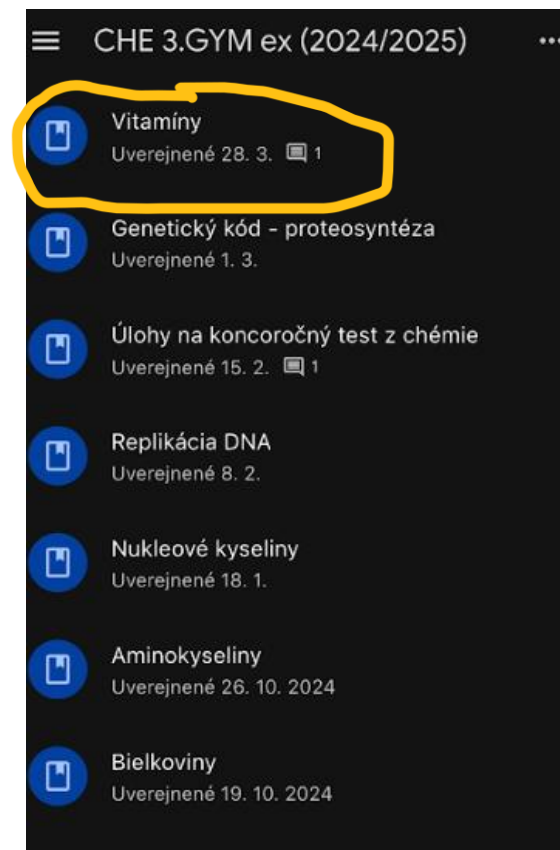 CHE 3.GYM ex (2024/2025)
Vitamíny
Uverejnené 28. 3. 1
Genetický kód - proteosyntéza
Uverejnené 1. 3.
Úlohy na koncoročný test z chémie
Uverejnené 15. 2. 1
Replikácia DNA
Uverejnené 8. 2.
Nukleové kyseliny
Uverejnené 18. 1.
Aminokyseliny
Uverejnené 26. 10. 2024
Bielkoviny
Uverejnené 19. 10. 2024